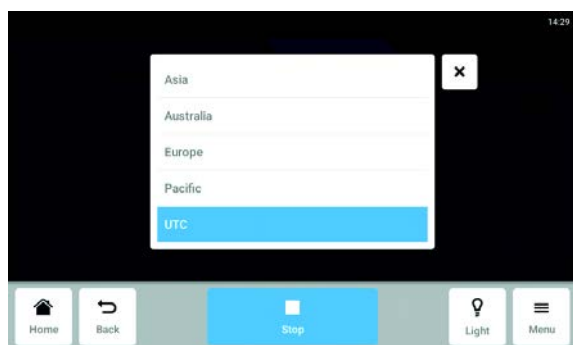 14:29
Asia
Australia
Europe
Pacific
UTC
Home
Back
Stop
Light
Menu